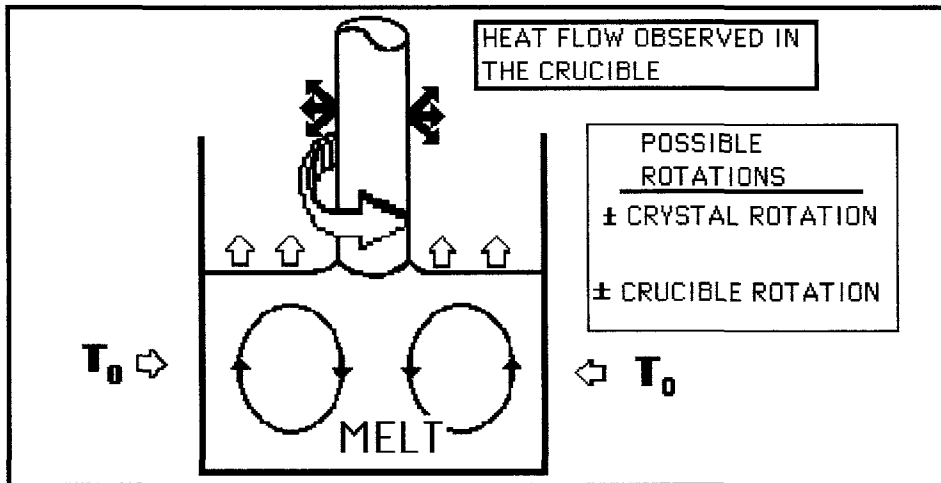 HEAT FLOW OBSERVED IN
THE CRUCIBLE
POSSIBLE
ROTATIONS
± CRYSTAL ROTATION
± CRUCIBLE ROTATION
T₀
T₀
MELT